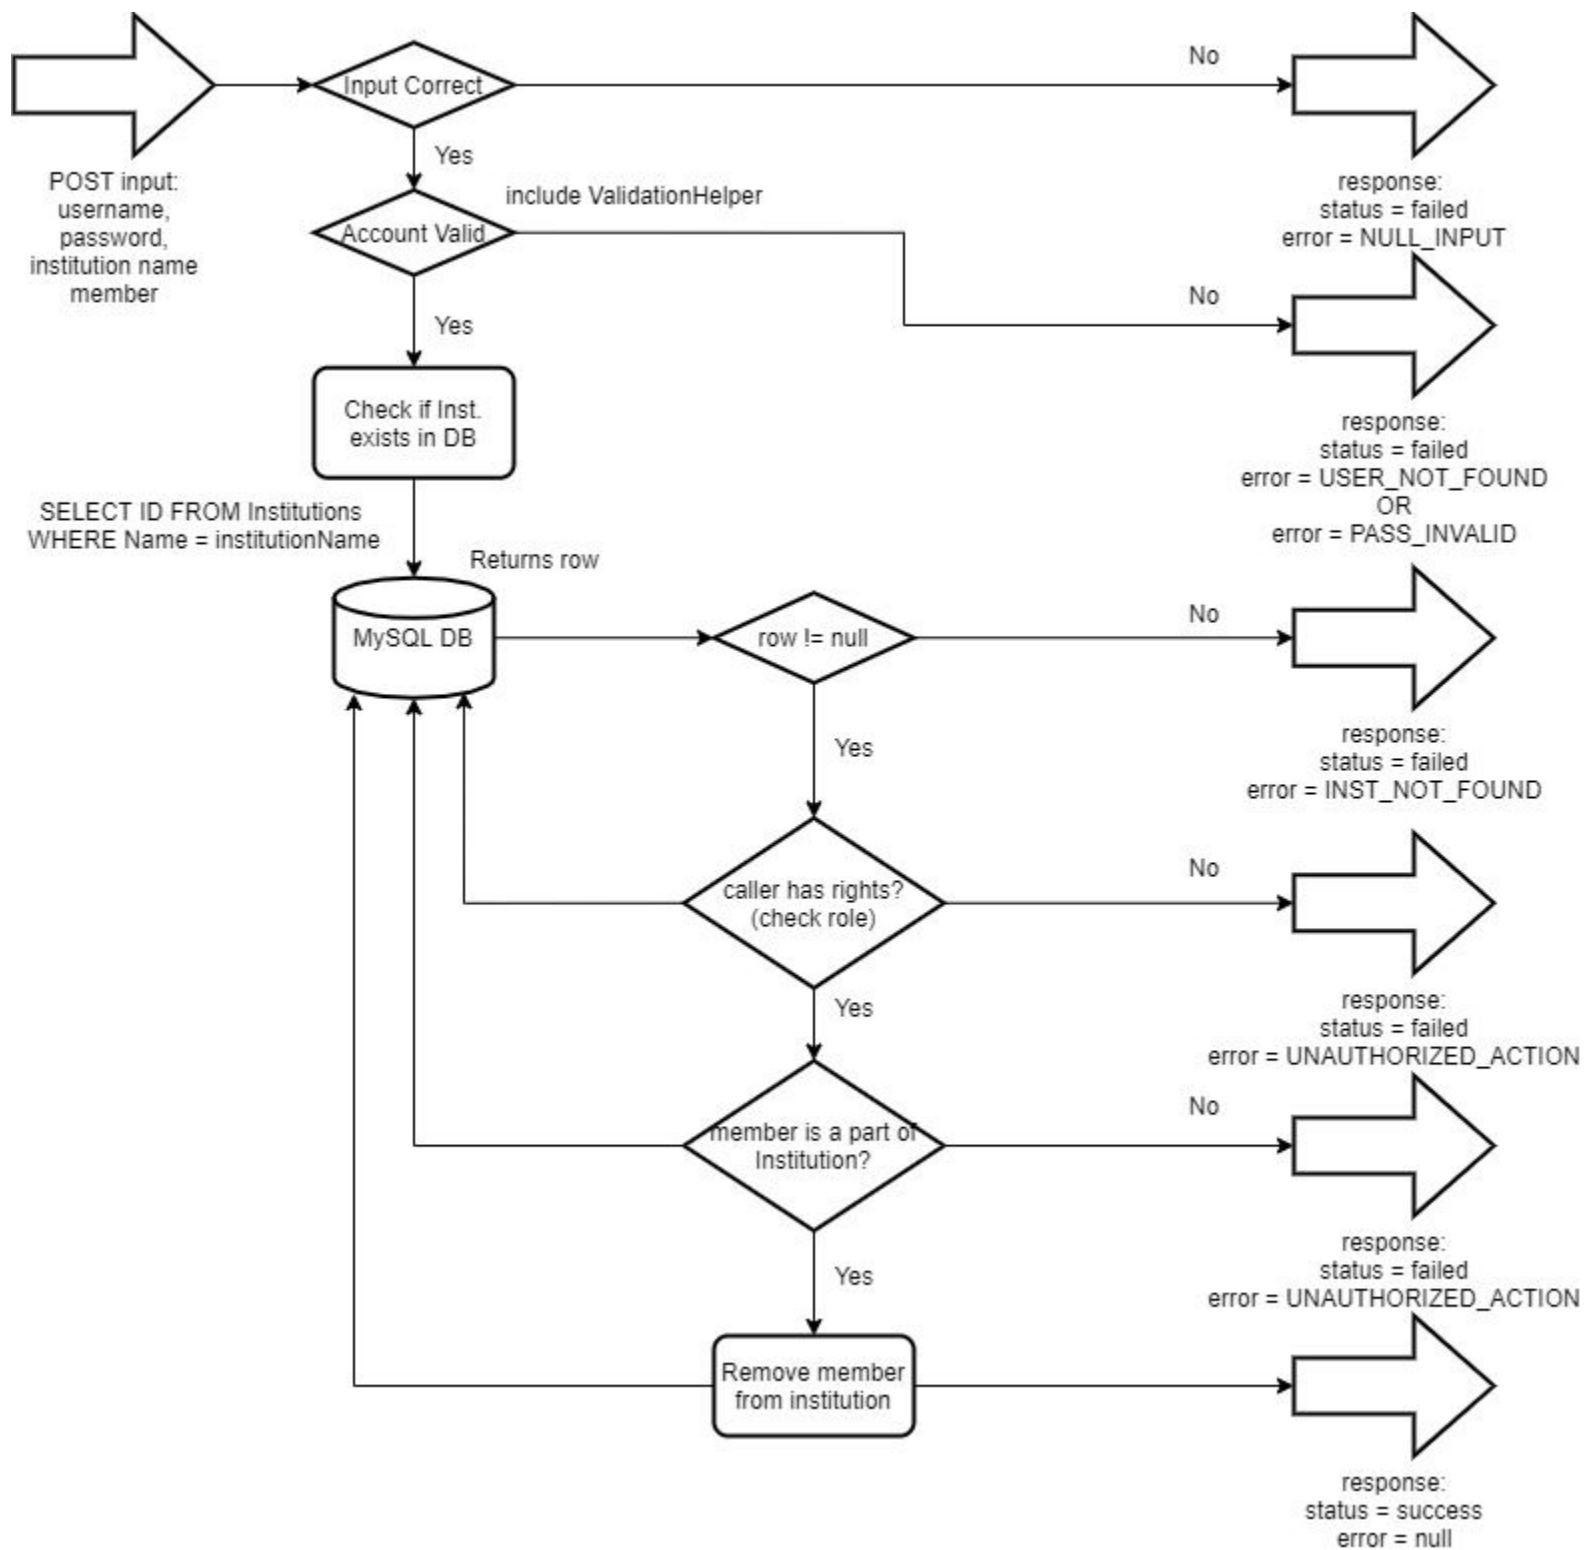 Input Correct
No
Yes
POST input:
username,
password,
institution name
member
include ValidationHelper
response:
status = failed
error = NULL_INPUT
Account Valid
No
Yes
Check if Inst.
exists in DB
response:
status = failed
error = USER_NOT_FOUND
OR
error = PASS_INVALID
SELECT ID FROM Institutions
WHERE Name = institutionName
Returns row
MySQL DB
row != null
No
Yes
response:
status = failed
error = INST_NOT_FOUND
caller has rights?
(check role)
No
Yes
response:
status = failed
error = UNAUTHORIZED_ACTION
member is a part of
Institution?
No
Yes
response:
status = failed
error = UNAUTHORIZED_ACTION
Remove member
from institution
response:
status = success
error = null